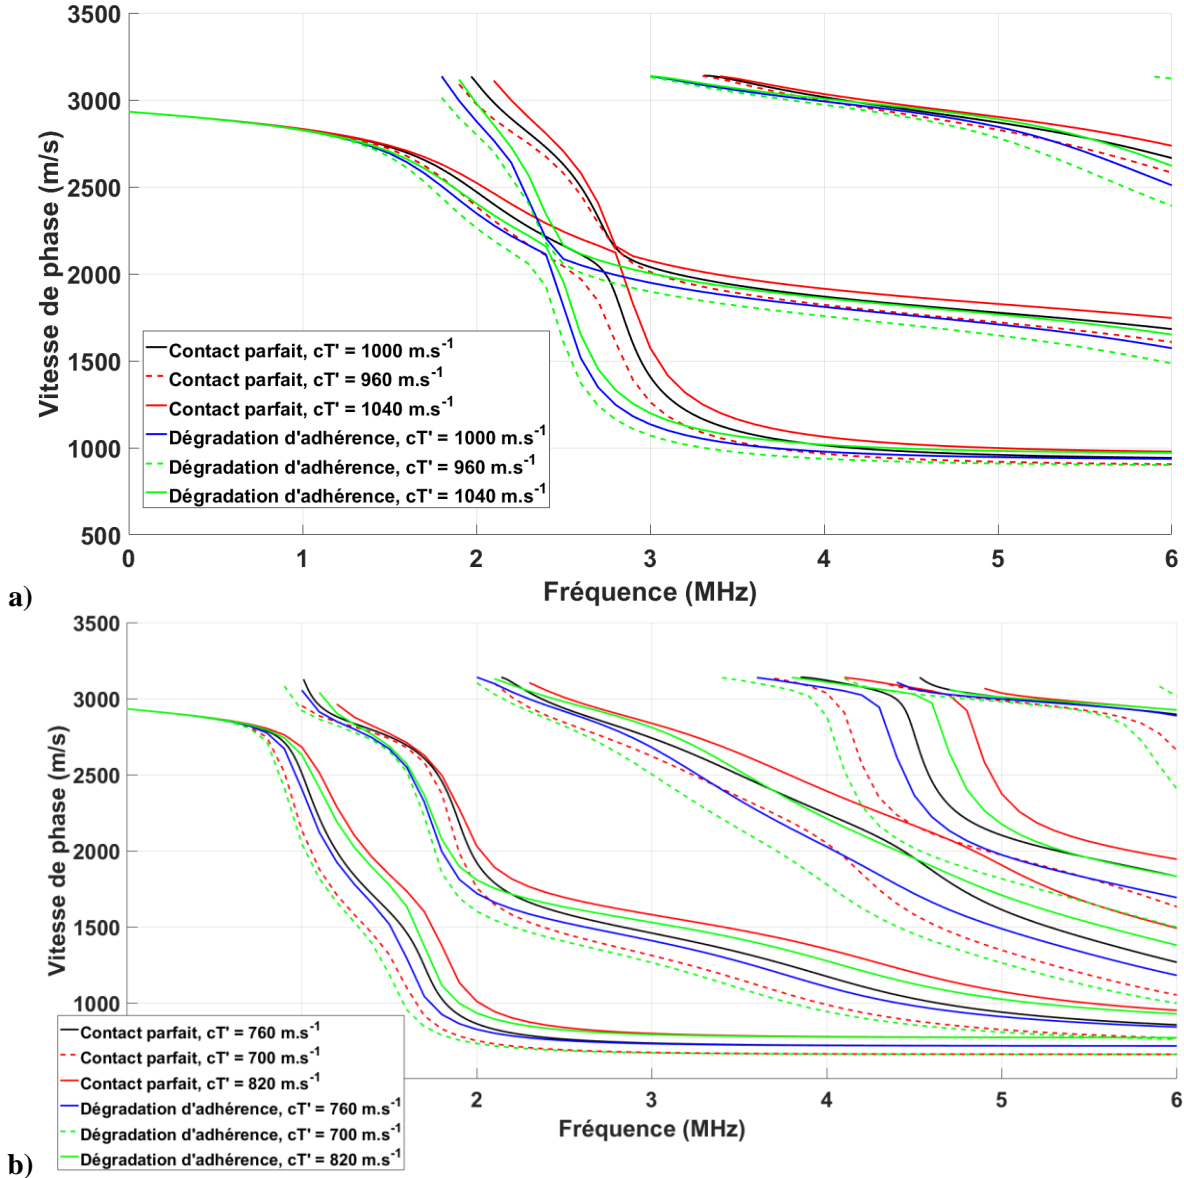 3500
3000
2500
2000
1500
1000
500
Vitesse de phase (m/s)
Contact parfait, cT' = 1000 m.s-1
Contact parfait, cT' = 960 m.s-1
Contact parfait, cT' = 1040 m.s-1
Dégradation d'adhérence, cT' = 1000 m.s-1
Dégradation d'adhérence, cT' = 960 m.s-1
Dégradation d'adhérence, cT' = 1040 m.s-1
0 1 2 3 4 5 6
Fréquence (MHz)
a)
3500
3000
2500
2000
1500
1000
Vitesse de phase (m/s)
Contact parfait, cT' = 760 m.s-1
Contact parfait, cT' = 700 m.s-1
Contact parfait, cT' = 820 m.s-1
Dégradation d'adhérence, cT' = 760 m.s-1
Dégradation d'adhérence, cT' = 700 m.s-1
Dégradation d'adhérence, cT' = 820 m.s-1
2 3 4 5 6
Fréquence (MHz)
b)